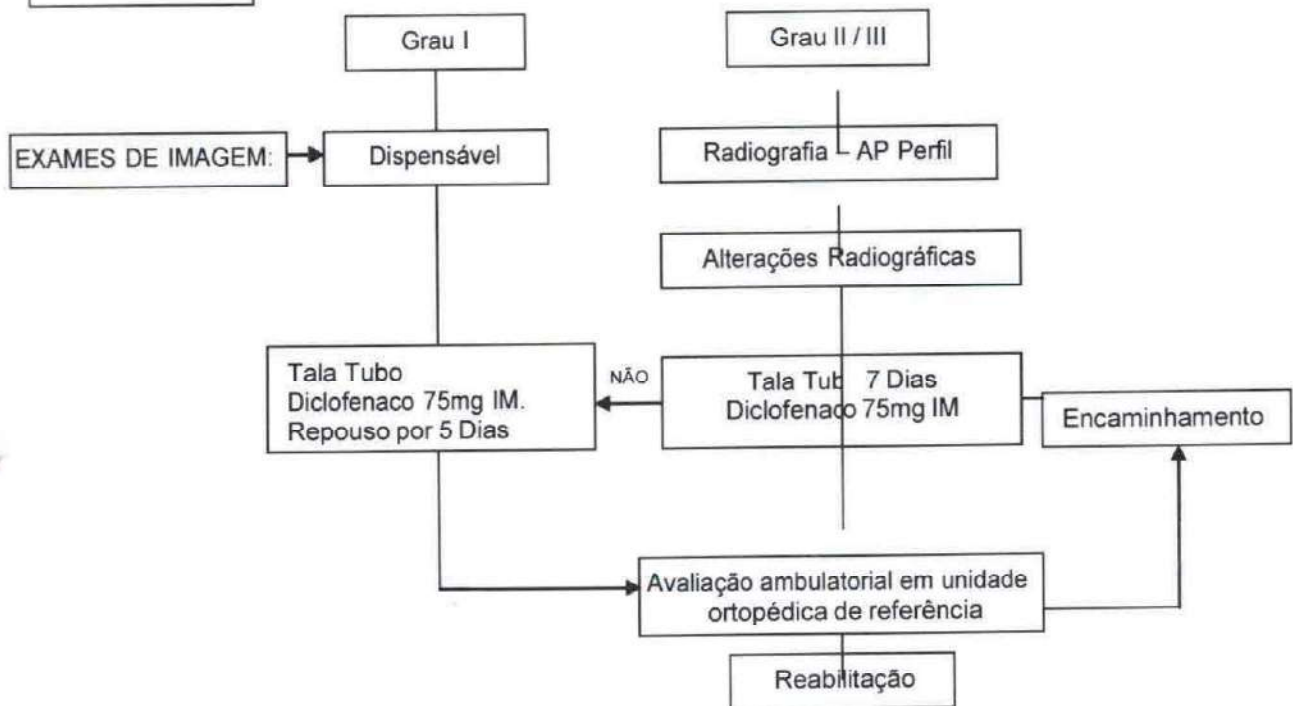 Grau I
Grau II / III
EXAMES DE IMAGEM:
Dispensável
Radiografia – AP Perfil
Alterações Radiográficas
Tala Tubo
Diclofenaco 75mg IM.
Repouso por 5 Dias
NÃO
Tala Tub 7 Dias
Diclofenaco 75mg IM
Encaminhamento
Avaliação ambulatorial em unidade
ortopédica de referência
Reabilitação